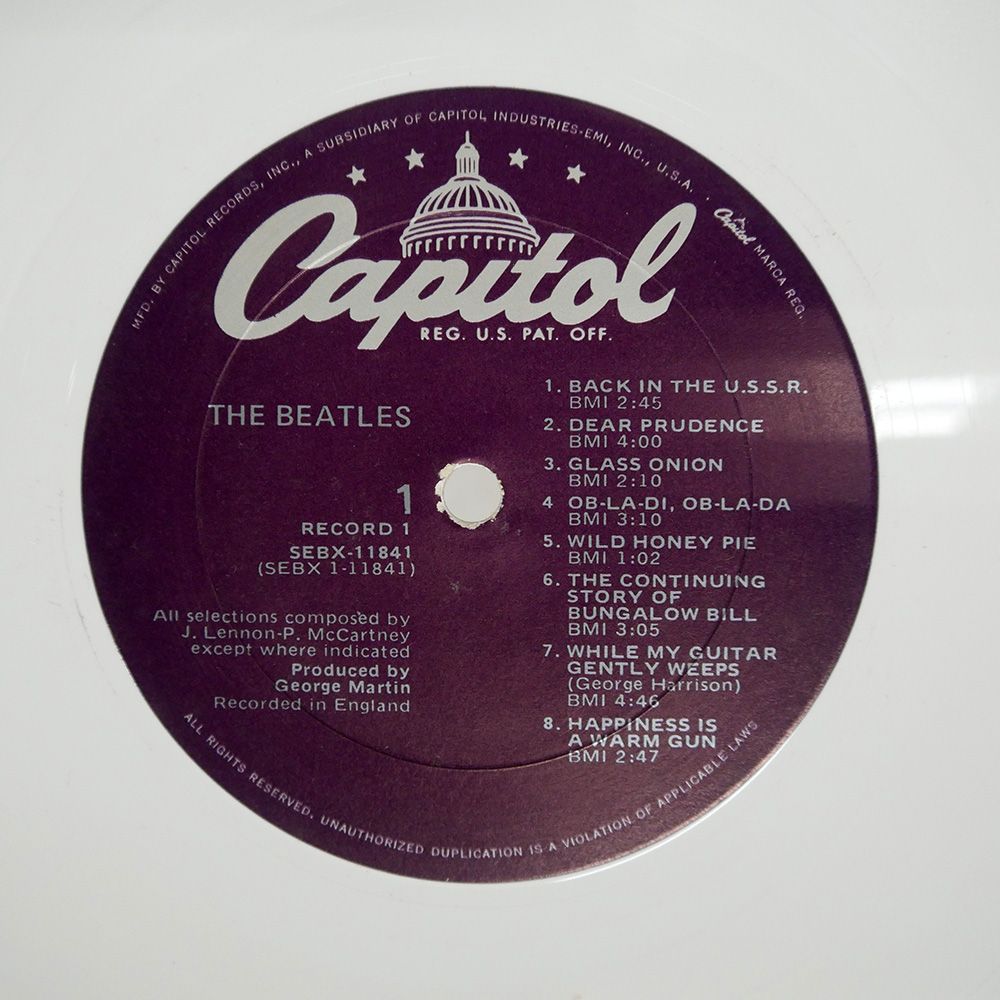 MFD. BY CAPITOL RECORDS, INC., A SUBSIDIARY OF CAPITOL INDUSTRIES-EMI, INC., U.S.A.
Capitol MARCA REG.
Capitol
REG. U.S. PAT. OFF.
THE BEATLES
1
RECORD 1
SEBX-11841
(SEBX 1-11841)
All selections composed by
J. Lennon-P. McCartney
except where indicated
Produced by
George Martin
Recorded in England
1. BACK IN THE U.S.S.R.
BMI 2:45
2. DEAR PRUDENCE
BMI 4:00
3. GLASS ONION
BMI 2:10
4 OB-LA-DI, OB-LA-DA
BMI 3:10
5. WILD HONEY PIE
BMI 1:02
6. THE CONTINUING
STORY OF
BUNGALOW BILL
BMI 3:05
7. WHILE MY GUITAR
GENTLY WEEPS
(George Harrison)
BMI 4:46
8. HAPPINESS IS
A WARM GUN
BMI 2:47
ALL RIGHTS RESERVED. UNAUTHORIZED DUPLICATION IS A VIOLATION OF APPLICABLE LAWS